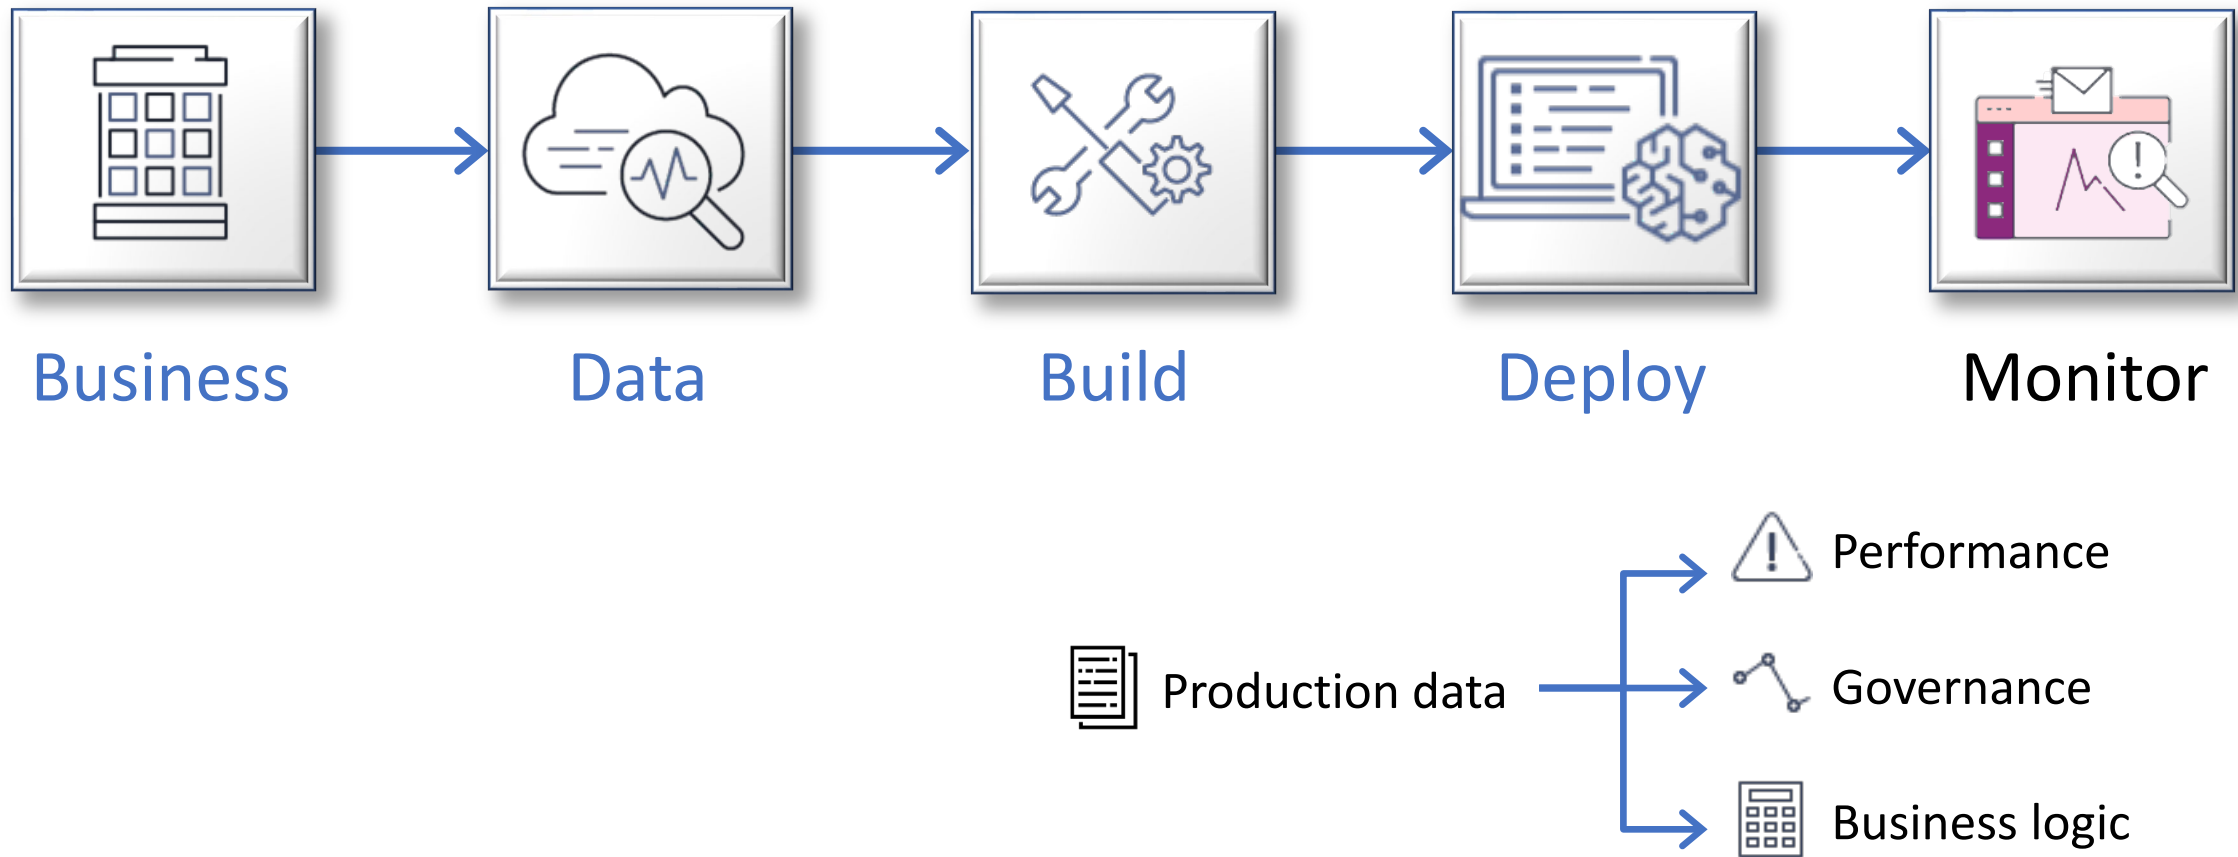 Business
Data
Build
Deploy
Monitor
Performance
Production data
Governance
Business logic